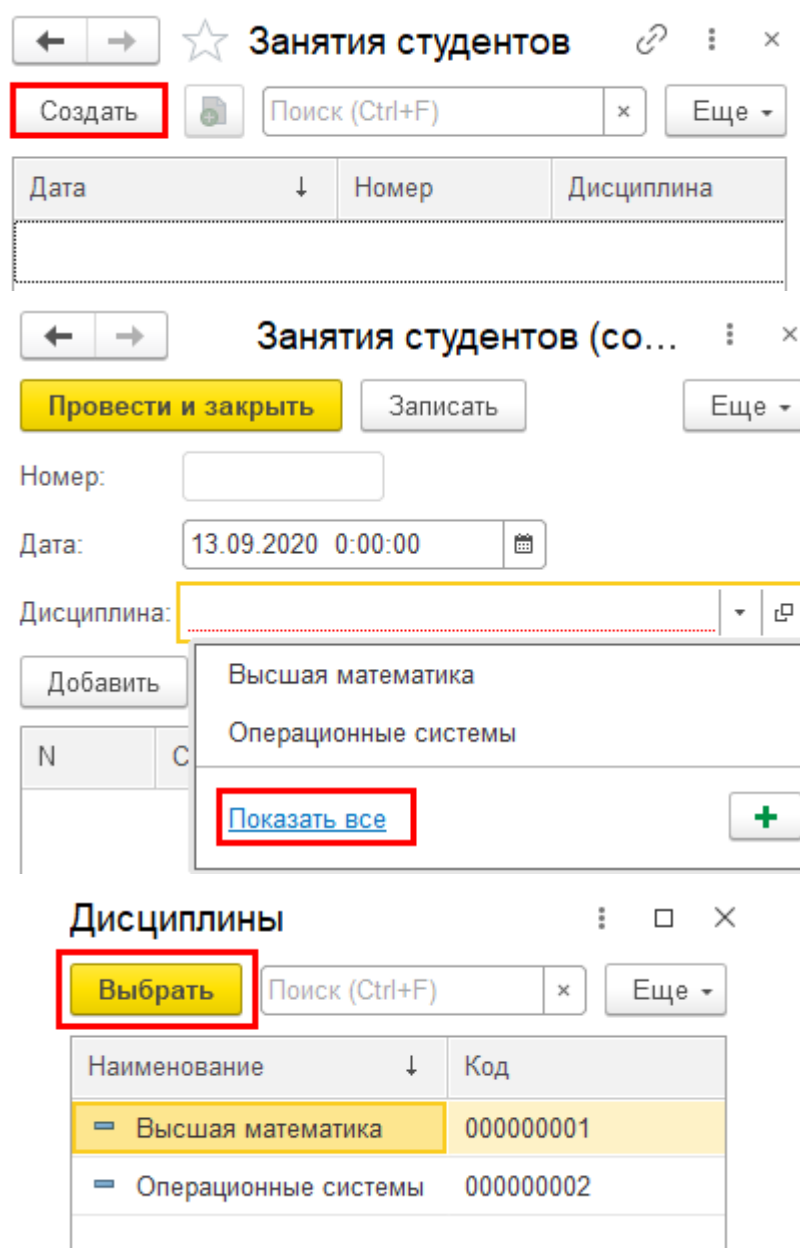 Занятия студентов
Создать Поиск (Ctrl+F) × Еще
Дата ↓ Номер Дисциплина
Занятия студентов (со...
Провести и закрыть Записать Еще
Номер:
Дата: 13.09.2020 0:00:00
Дисциплина:
Добавить
Высшая математика
Операционные системы
N С
Показать все
Дисциплины
Выбрать Поиск (Ctrl+F) × Еще
Наименование ↓ Код
Высшая математика 000000001
Операционные системы 000000002